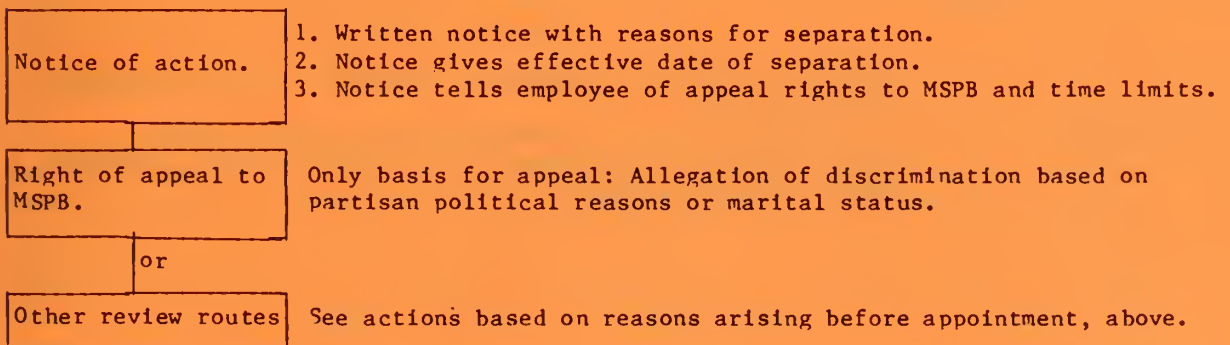 Notice of action.
1. Written notice with reasons for separation.
2. Notice gives effective date of separation.
3. Notice tells employee of appeal rights to MSPB and time limits.
Right of appeal to
MSPB.
Only basis for appeal: Allegation of discrimination based on
partisan political reasons or marital status.
or
Other review routes
See actions based on reasons arising before appointment, above.